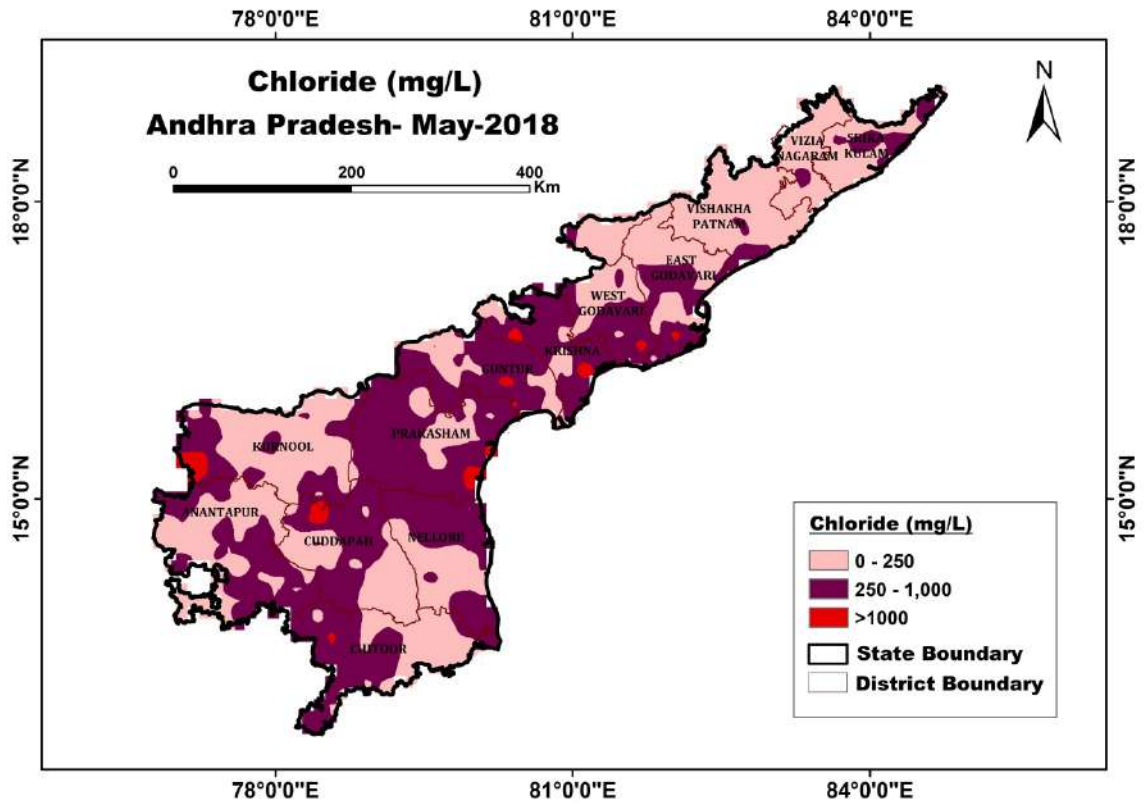 78°0'0"E 81°0'0"E 84°0'0"E
Chloride (mg/L)
Andhra Pradesh- May-2018
N
0 200 400
Km
18°0'0"N 18°0'0"N
VIZIA
NAGARAM
SRIKA
KULAM
VISHAKHA
PATNAM
EAST
GODAVARI
WEST
GODAVARI
KRISHNA
GUNTUR
PRAKASHAM
KURNOOL
15°0'0"N 15°0'0"N
ANANTAPUR
CUDDAPAH
NELLORE
CHITOOR
Chloride (mg/L)
0 - 250
250 - 1,000
>1000
State Boundary
District Boundary
78°0'0"E 81°0'0"E 84°0'0"E